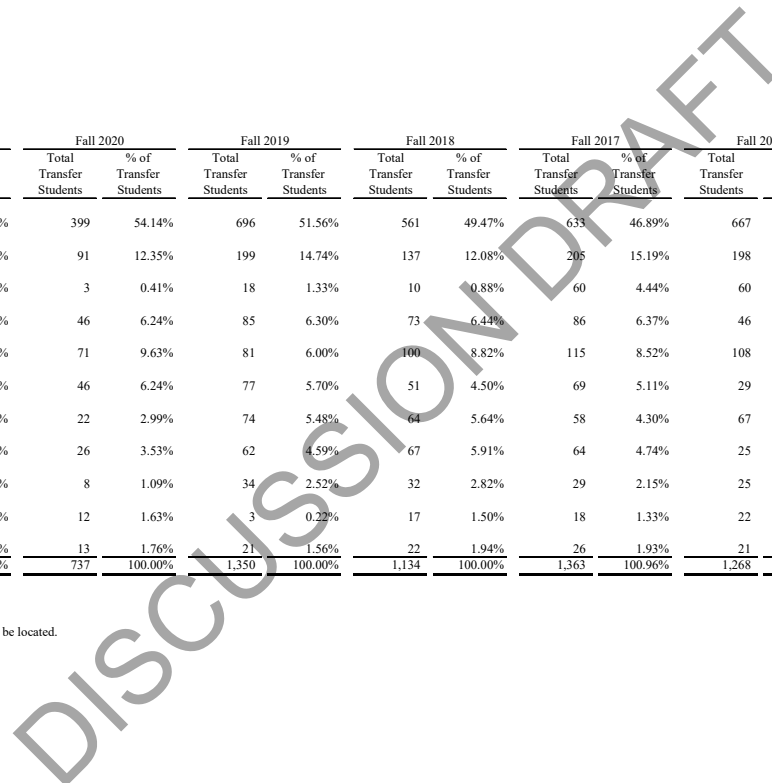 Fall 2020 Fall 2019 Fall 2018 Fall 2017 Fall 20
Total % of Total % of Total % of Total % of Total
Transfer Transfer Transfer Transfer Transfer Transfer Transfer Transfer Transfer
Students Students Students Students Students Students Students Students Students
% 399 54.14% 696 51.56% 561 49.47% 633 46.89% 667
% 91 12.35% 199 14.74% 137 12.08% 205 15.19% 198
% 3 0.41% 18 1.33% 10 0.88% 60 4.44% 60
% 46 6.24% 85 6.30% 73 6.44% 86 6.37% 46
% 71 9.63% 81 6.00% 100 8.82% 115 8.52% 108
% 46 6.24% 77 5.70% 51 4.50% 69 5.11% 29
% 22 2.99% 74 5.48% 64 5.64% 58 4.30% 67
% 26 3.53% 62 4.59% 67 5.91% 64 4.74% 25
% 8 1.09% 34 2.52% 32 2.82% 29 2.15% 25
% 12 1.63% 3 0.22% 17 1.50% 18 1.33% 22
% 13 1.76% 21 1.56% 22 1.94% 26 1.93% 21
% 737 100.00% 1,350 100.00% 1,134 100.00% 1,363 100.96% 1,268
be located.
DISCUSSION DRAFT